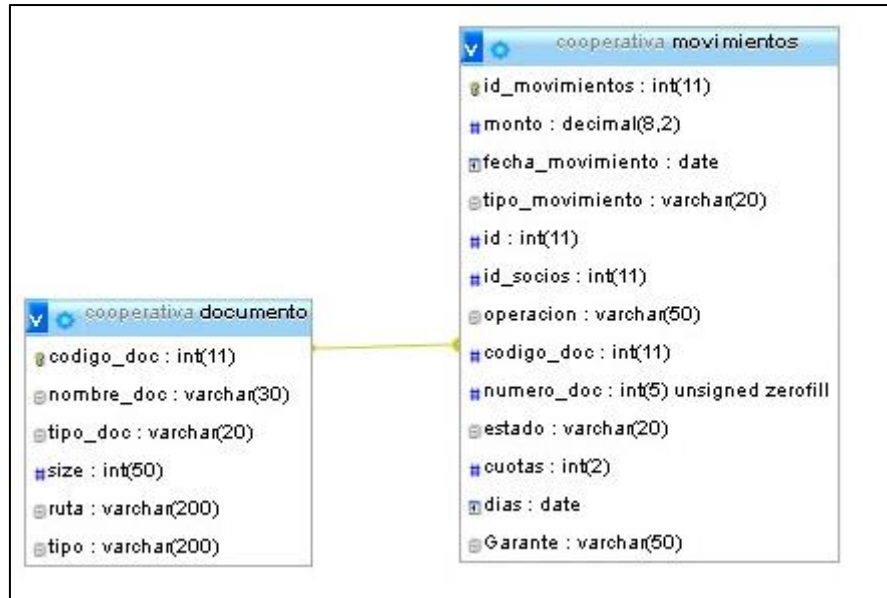 cooperativa movimientos
id_movimientos : int(11)
monto : decimal(8,2)
fecha_movimiento : date
tipo_movimiento : varchar(20)
id : int(11)
id_socios : int(11)
operacion : varchar(50)
codigo_doc : int(11)
numero_doc : int(5) unsigned zerofill
estado : varchar(20)
cuotas : int(2)
dias : date
Garante : varchar(50)
cooperativa documento
codigo_doc : int(11)
nombre_doc : varchar(30)
tipo_doc : varchar(20)
size : int(50)
ruta : varchar(200)
tipo : varchar(200)